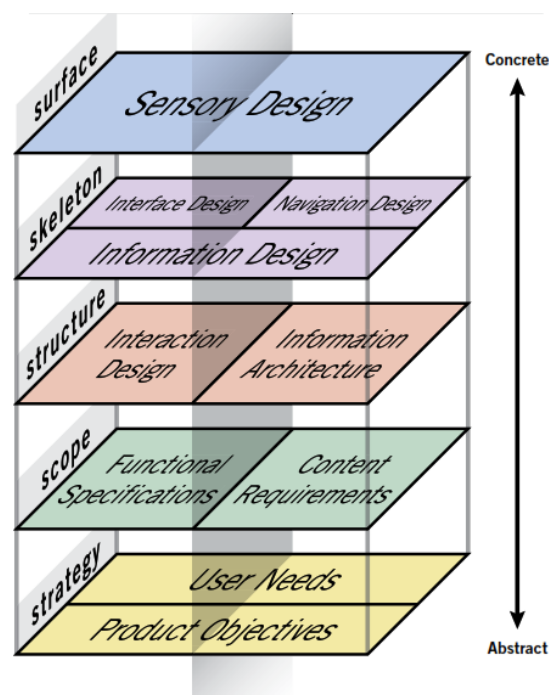 Concrete
surface
Sensory Design
skeleton
Interface Design
Navigation Design
Information Design
structure
Interaction
Design
Information
Architecture
scope
Functional
Specifications
Content
Requirements
strategy
User Needs
Product Objectives
Abstract